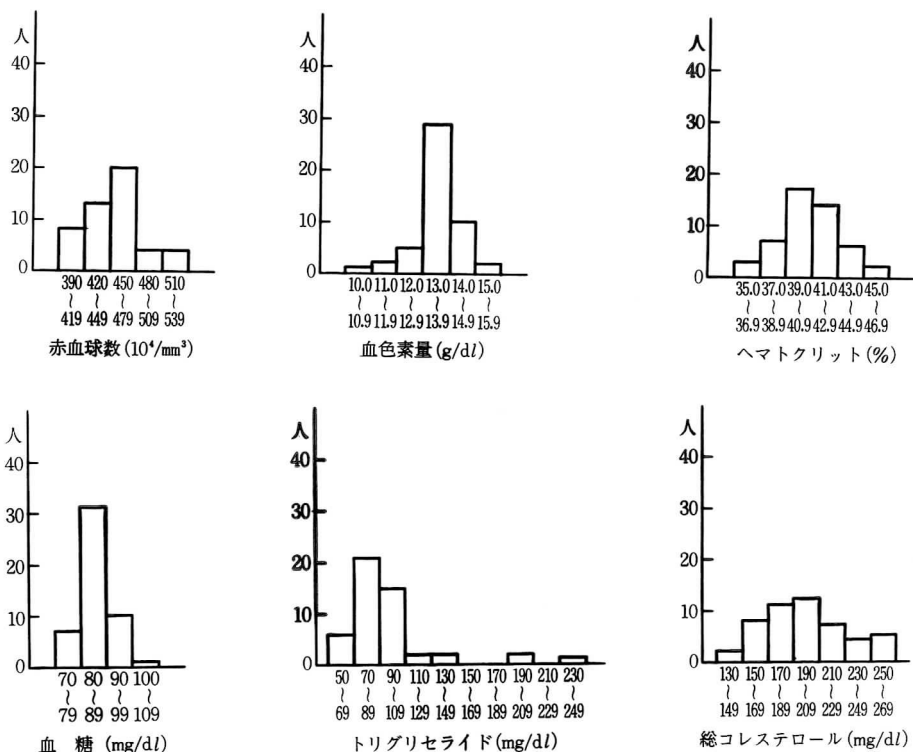 人
40
30
20
10
0
390 420 450 480 510
~ ~ ~ ~ ~
419 449 479 509 539
赤血球数(10⁴/mm³)
人
40
30
20
10
0
10.0 11.0 12.0 13.0 14.0 15.0
~ ~ ~ ~ ~ ~
10.9 11.9 12.9 13.9 14.9 15.9
血色素量(g/dl)
人
40
30
20
10
0
35.0 37.0 39.0 41.0 43.0 45.0
~ ~ ~ ~ ~ ~
36.9 38.9 40.9 42.9 44.9 46.9
ヘマトクリット(%)
人
40
30
20
10
0
70 80 90 100
~ ~ ~ ~
79 89 99 109
血 糖 (mg/dl)
人
40
30
20
10
0
50 70 90 110 130 150 170 190 210 230
~ ~ ~ ~ ~ ~ ~ ~ ~ ~
69 89 109 129 149 169 189 209 229 249
トリグリセライド(mg/dl)
人
40
30
20
10
0
130 150 170 190 210 230 250
~ ~ ~ ~ ~ ~ ~
149 169 189 209 229 249 269
総コレステロール(mg/dl)